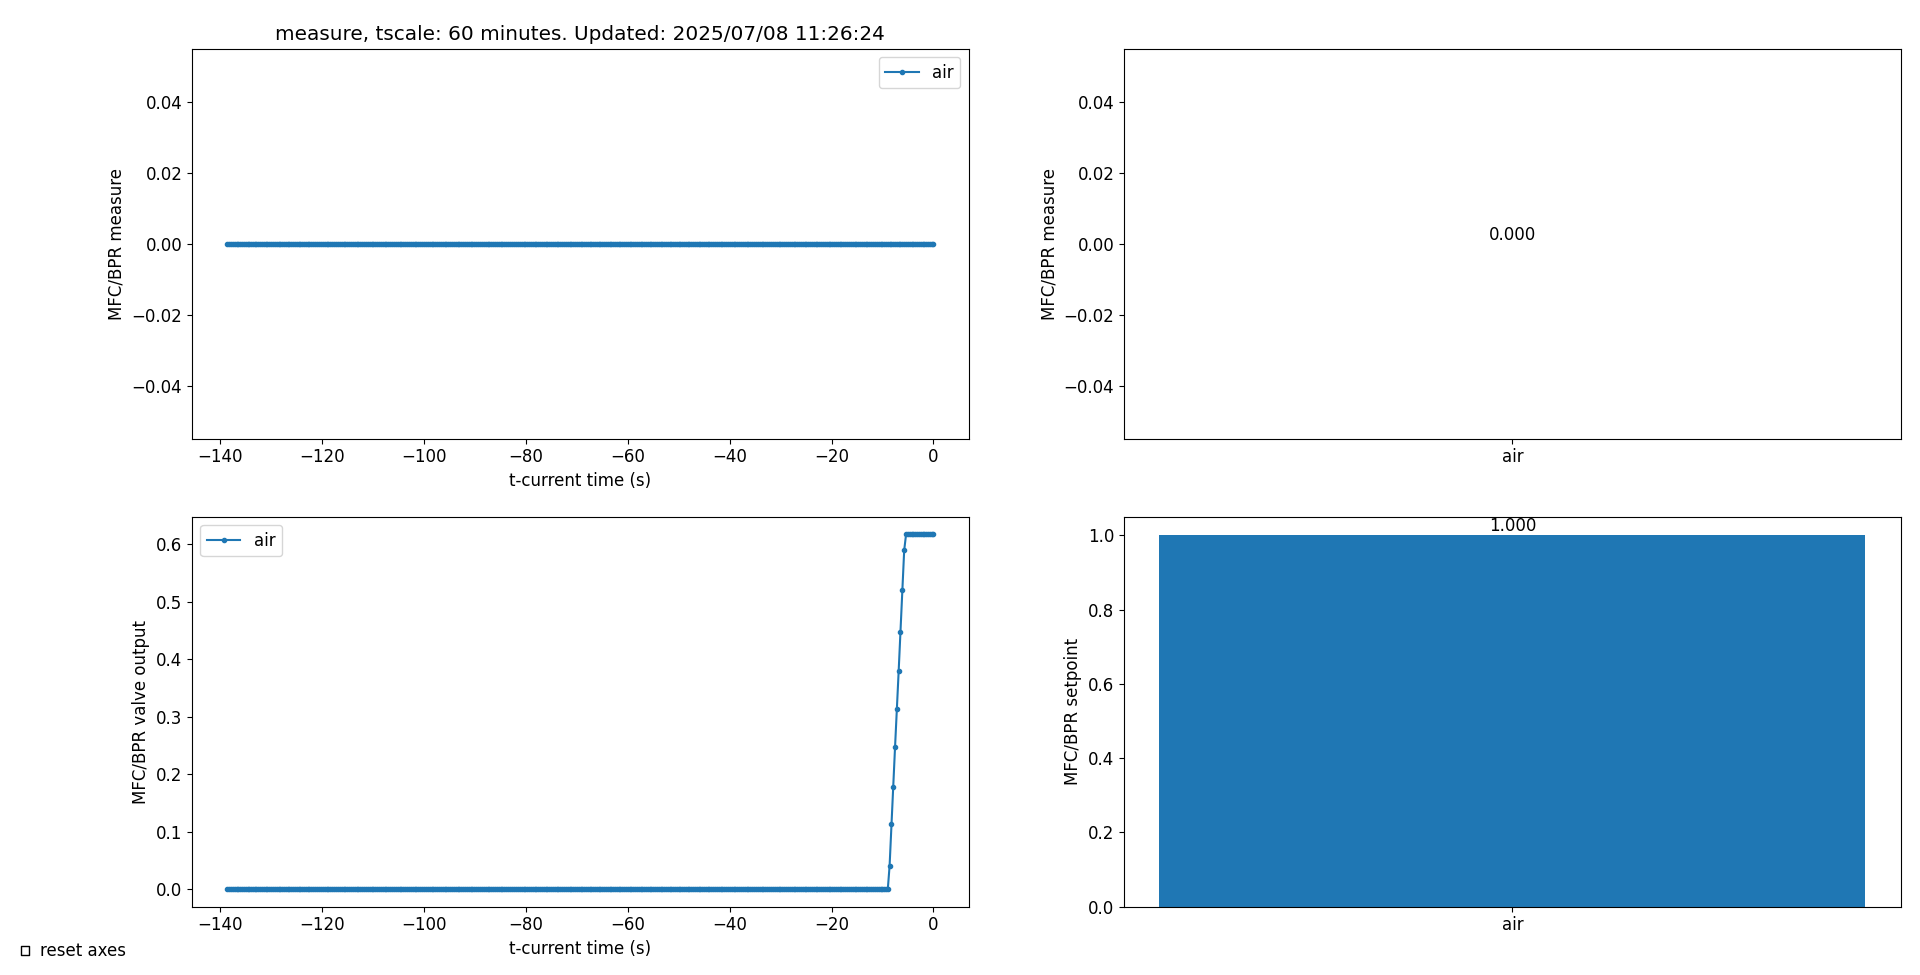 measure, tscale: 60 minutes. Updated: 2025/07/08 11:26:24
air
MFC/BPR measure
0.04
0.02
0.00
−0.02
−0.04
−140 −120 −100 −80 −60 −40 −20 0
t-current time (s)
MFC/BPR measure
0.04
0.02
0.00
−0.02
−0.04
0.000
air
air
MFC/BPR valve output
0.6
0.5
0.4
0.3
0.2
0.1
0.0
−140 −120 −100 −80 −60 −40 −20 0
t-current time (s)
MFC/BPR setpoint
1.000
1.0
0.8
0.6
0.4
0.2
0.0
air
reset axes